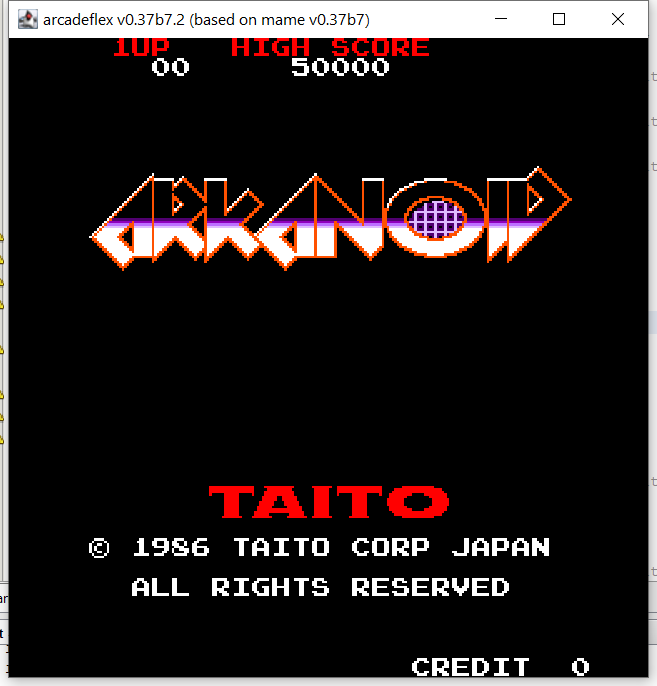 arcadeflex v0.37b7.2 (based on mame v0.37b7)
1UP HIGH SCORE
00 50000
ARKANOID
TAITO
© 1986 TAITO CORP JAPAN
ALL RIGHTS RESERVED
CREDIT 0